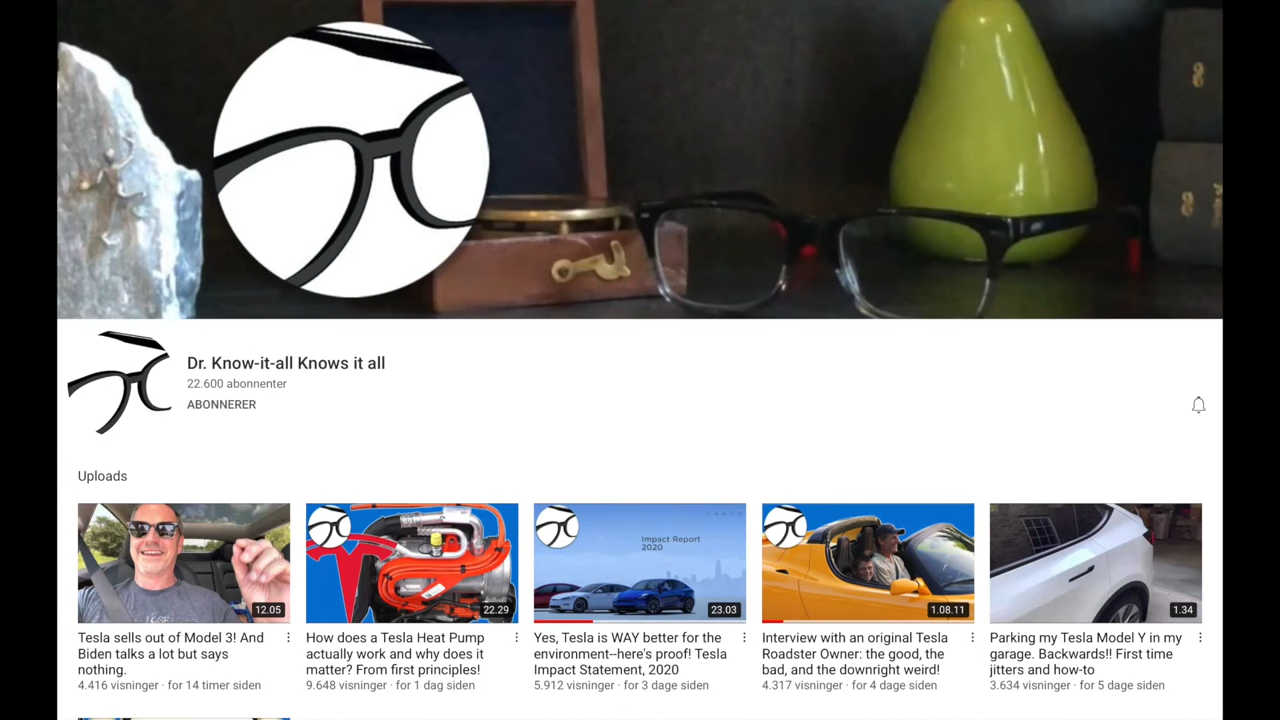 Dr. Know-it-all Knows it all
22.600 abonnenter
ABONNERER
Uploads
12.05
22.29
Impact Report
2020
23.03
1.08.11
1.34
Tesla sells out of Model 3! And
Biden talks a lot but says
nothing.
4.416 visninger · for 14 timer siden
How does a Tesla Heat Pump
actually work and why does it
matter? From first principles!
9.648 visninger · for 1 dag siden
Yes, Tesla is WAY better for the
environment--here's proof! Tesla
Impact Statement, 2020
5.912 visninger · for 3 dage siden
Interview with an original Tesla
Roadster Owner: the good, the
bad, and the downright weird!
4.317 visninger · for 4 dage siden
Parking my Tesla Model Y in my
garage. Backwards!! First time
jitters and how-to
3.634 visninger · for 5 dage siden